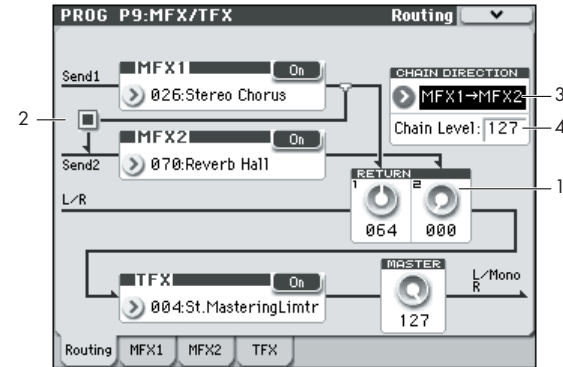 PROG P9:MFX/TFX Routing
Send1
MFX1 On
026:Stereo Chorus
CHAIN DIRECTION
MFX1→MFX2
3
2
Chain Level: 127
4
MFX2 On
Send2
070:Reverb Hall
RETURN
1 2
064 000
1
L/R
TFX On
004:St.MasteringLimtr
MASTER
127
L/Mono
R
Routing MFX1 MFX2 TFX